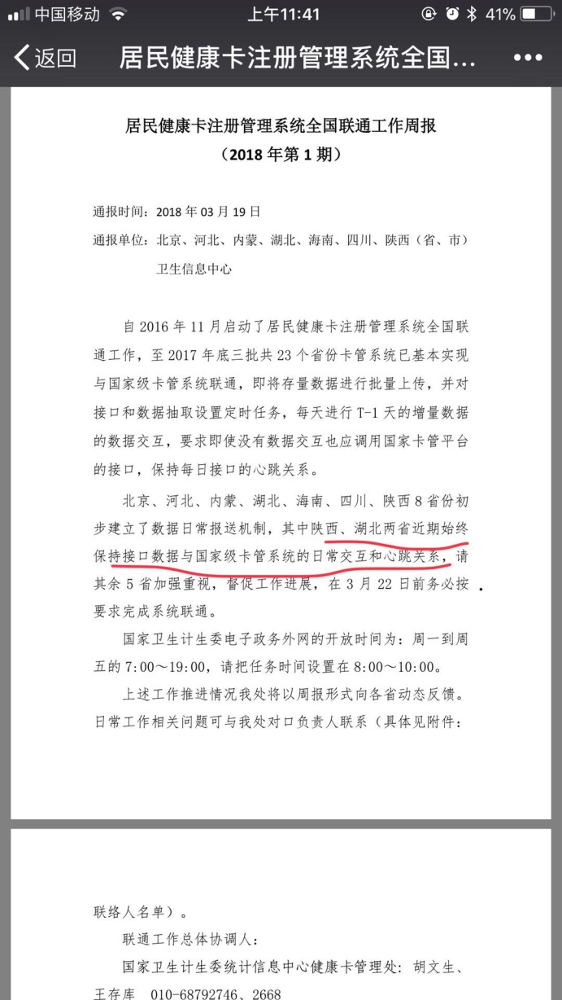 中国移动 上午11:41 41%
返回 居民健康卡注册管理系统全国...
居民健康卡注册管理系统全国联通工作周报
（2018 年第 1 期）
通报时间：2018 年 03 月 19 日
通报单位：北京、河北、内蒙、湖北、海南、四川、陕西（省、市）
卫生信息中心
自 2016 年 11 月启动了居民健康卡注册管理系统全国联
通工作，至 2017 年底三批共 23 个省份卡管系统已基本实现
与国家级卡管系统联通，即将存量数据进行批量上传，并对
接口和数据抽取设置定时任务，每天进行 T-1 天的增量数据
的数据交互，要求即使没有数据交互也应调用国家卡管平台
的接口，保持每日接口的心跳关系。
北京、河北、内蒙、湖北、海南、四川、陕西 8 省份初
步建立了数据日常报送机制，其中陕西、湖北两省近期始终
保持接口数据与国家级卡管系统的日常交互和心跳关系，请
其余 5 省加强重视，督促工作进展，在 3 月 22 日前务必按
要求完成系统联通。
国家卫生计生委电子政务外网的开放时间为：周一到周
五的 7:00～19:00，请把任务时间设置在 8:00～10:00。
上述工作推进情况我处将以周报形式向各省动态反馈。
日常工作相关问题可与我处对口负责人联系（具体见附件：
联络人名单）。
联通工作总体协调人：
国家卫生计生委统计信息中心健康卡管理处：胡文生、
王存库 010-68792746、2668